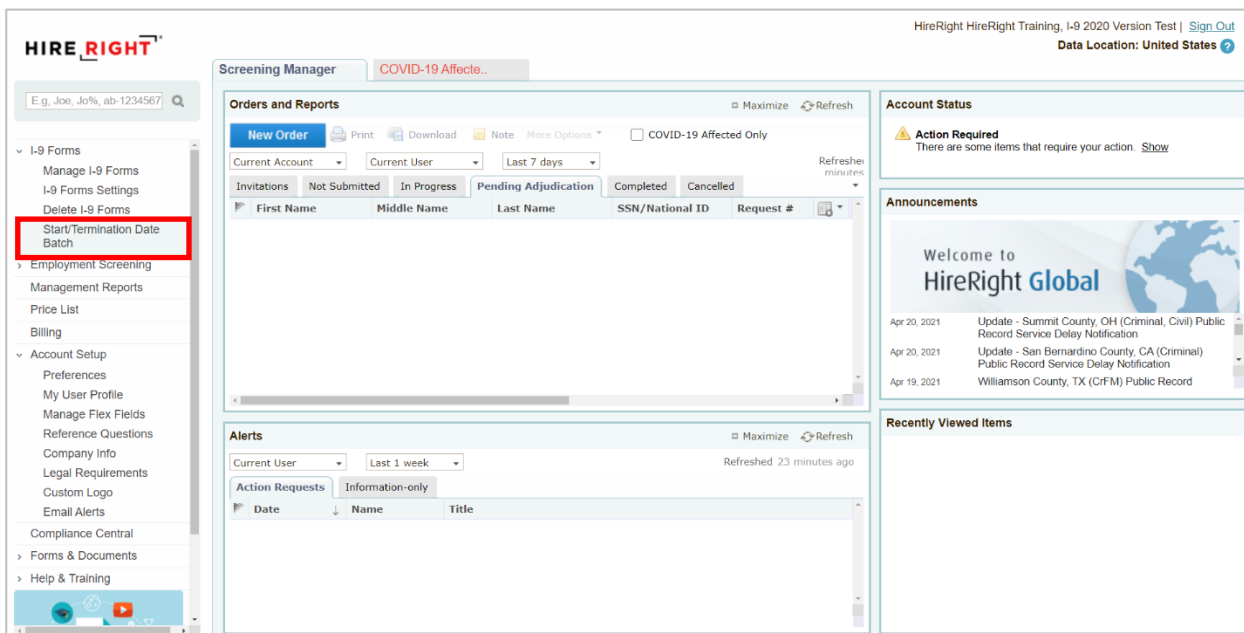 HireRight HireRight Training, I-9 2020 Version Test | Sign Out
Data Location: United States ?
HIRE RIGHT
E.g, Joe, Jo%, ab-1234567
I-9 Forms
Manage I-9 Forms
I-9 Forms Settings
Delete I-9 Forms
Start/Termination Date
Batch
Employment Screening
Management Reports
Price List
Billing
Account Setup
Preferences
My User Profile
Manage Flex Fields
Reference Questions
Company Info
Legal Requirements
Custom Logo
Email Alerts
Compliance Central
Forms & Documents
Help & Training
Screening Manager COVID-19 Affecte..
Orders and Reports Maximize Refresh
New Order Print Download Note More Options COVID-19 Affected Only
Current Account Current User Last 7 days Refreshe
minutes
Invitations Not Submitted In Progress Pending Adjudication Completed Cancelled
First Name Middle Name Last Name SSN/National ID Request #
Alerts Maximize Refresh
Current User Last 1 week Refreshed 23 minutes ago
Action Requests Information-only
Date ↓ Name Title
Account Status
Action Required
There are some items that require your action. Show
Announcements
Welcome to
HireRight Global
Apr 20, 2021 Update - Summit County, OH (Criminal, Civil) Public
Record Service Delay Notification
Apr 20, 2021 Update - San Bernardino County, CA (Criminal)
Public Record Service Delay Notification
Apr 19, 2021 Williamson County, TX (CrFM) Public Record
Recently Viewed Items